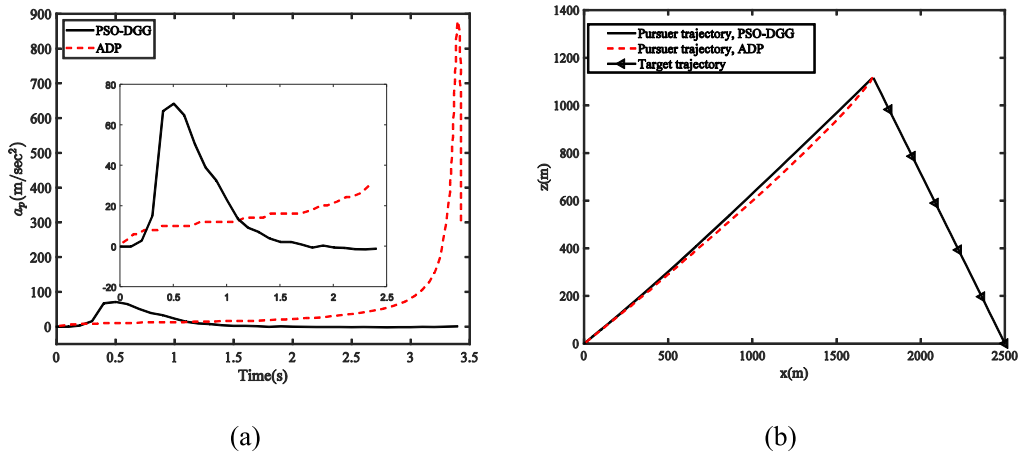 PSO-DGG
ADP
900
800
700
600
500
400
300
200
100
0
a_p(m/sec²)
80
60
40
20
0
-20
0 0.5 1 1.5 2 2.5
0 0.5 1 1.5 2 2.5 3 3.5
Time(s)
(a)
1400
1200
1000
800
600
400
200
0
z(m)
Pursuer trajectory, PSO-DGG
Pursuer trajectory, ADP
Target trajectory
0 500 1000 1500 2000 2500
x(m)
(b)